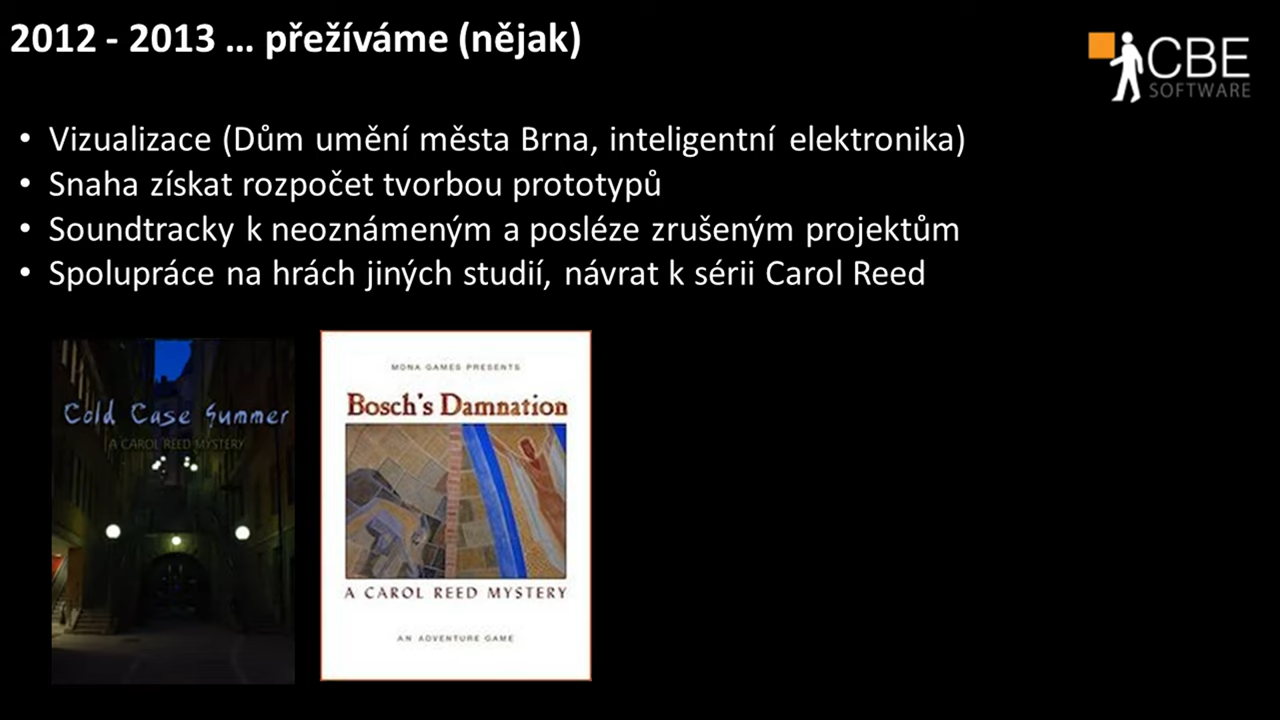 2012 - 2013 … přežíváme (nějak)
CBE
SOFTWARE
• Vizualizace (Dům umění města Brna, inteligentní elektronika)
• Snaha získat rozpočet tvorbou prototypů
• Soundtracky k neoznámeným a posléze zrušeným projektům
• Spolupráce na hrách jiných studií, návrat k sérii Carol Reed
Cold Case Summer
A CAROL REED MYSTERY
MONA GAMES PRESENTS
Bosch's Damnation
A CAROL REED MYSTERY
AN ADVENTURE GAME